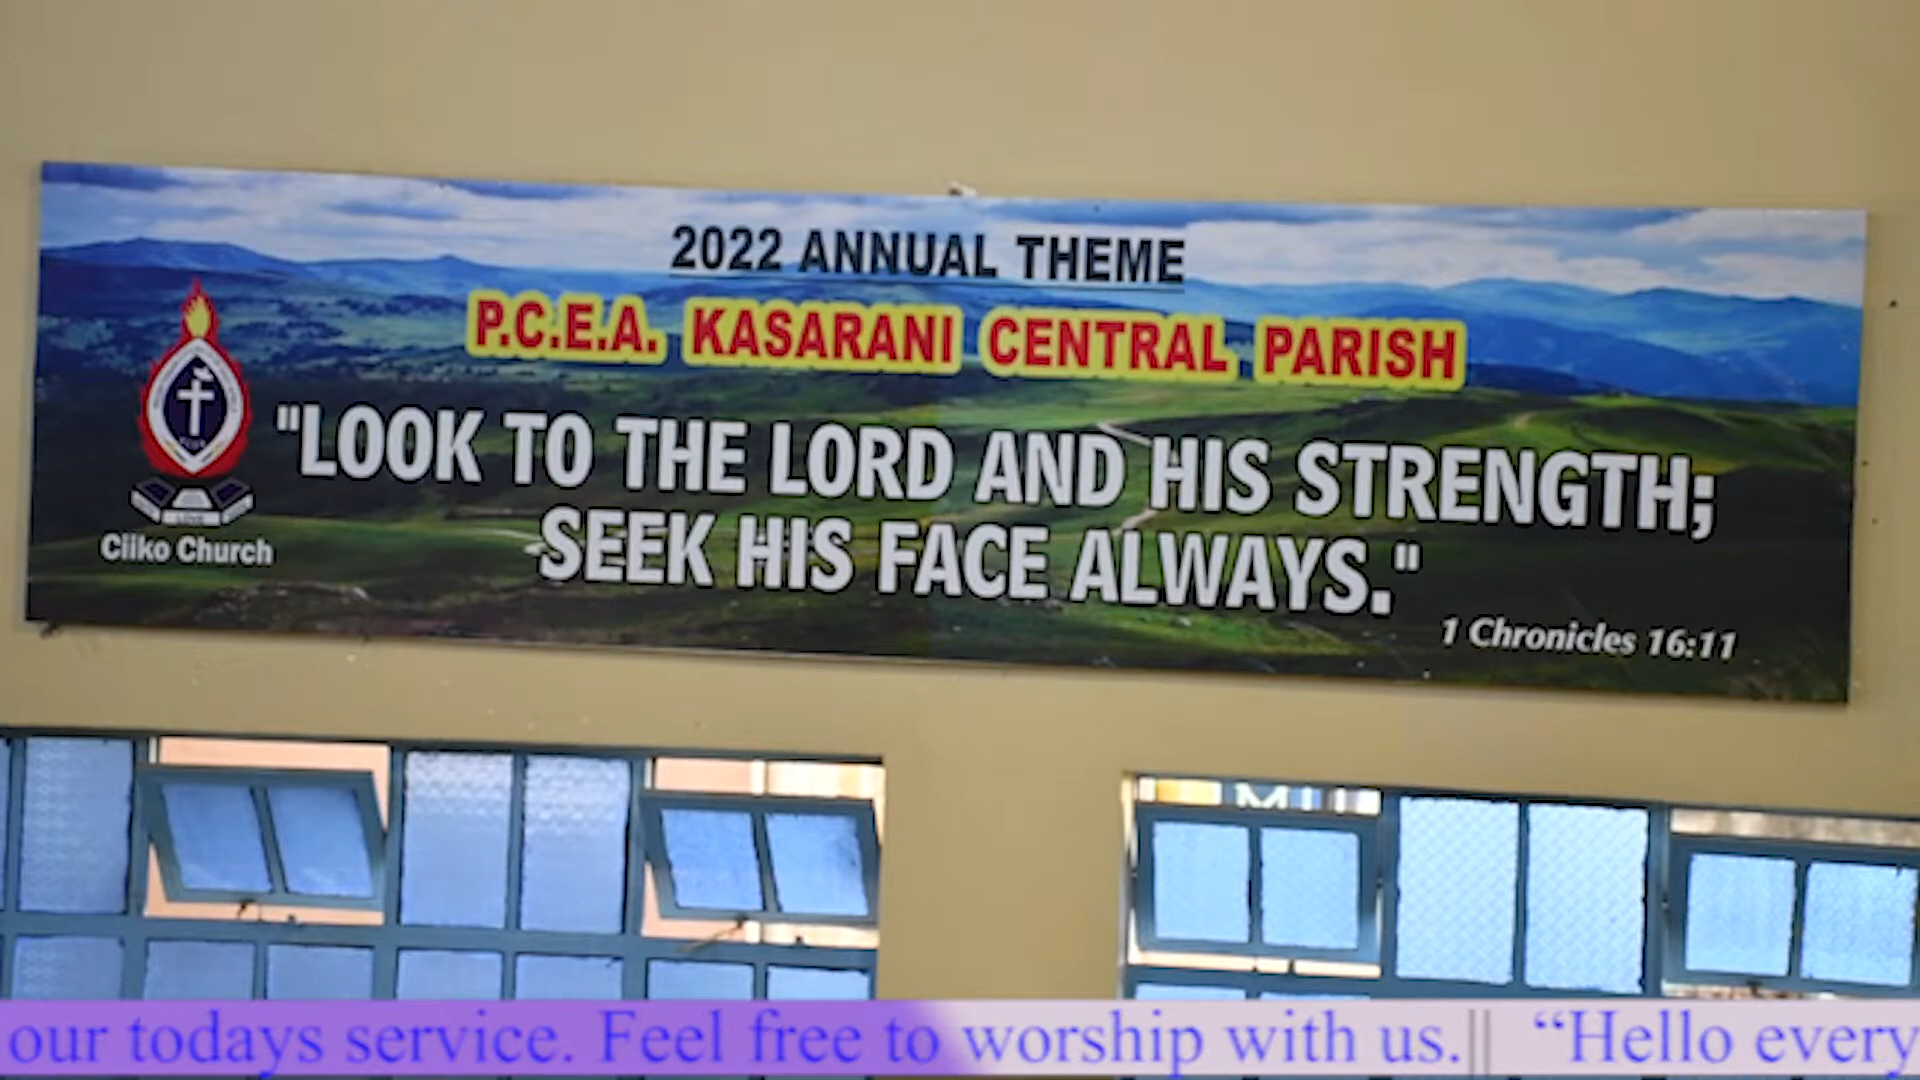 2022 ANNUAL THEME
P.C.E.A. KASARANI CENTRAL PARISH
"LOOK TO THE LORD AND HIS STRENGTH;
SEEK HIS FACE ALWAYS."
1 Chronicles 16:11
Ciiko Church
our todays service. Feel free to worship with us.|| “Hello every